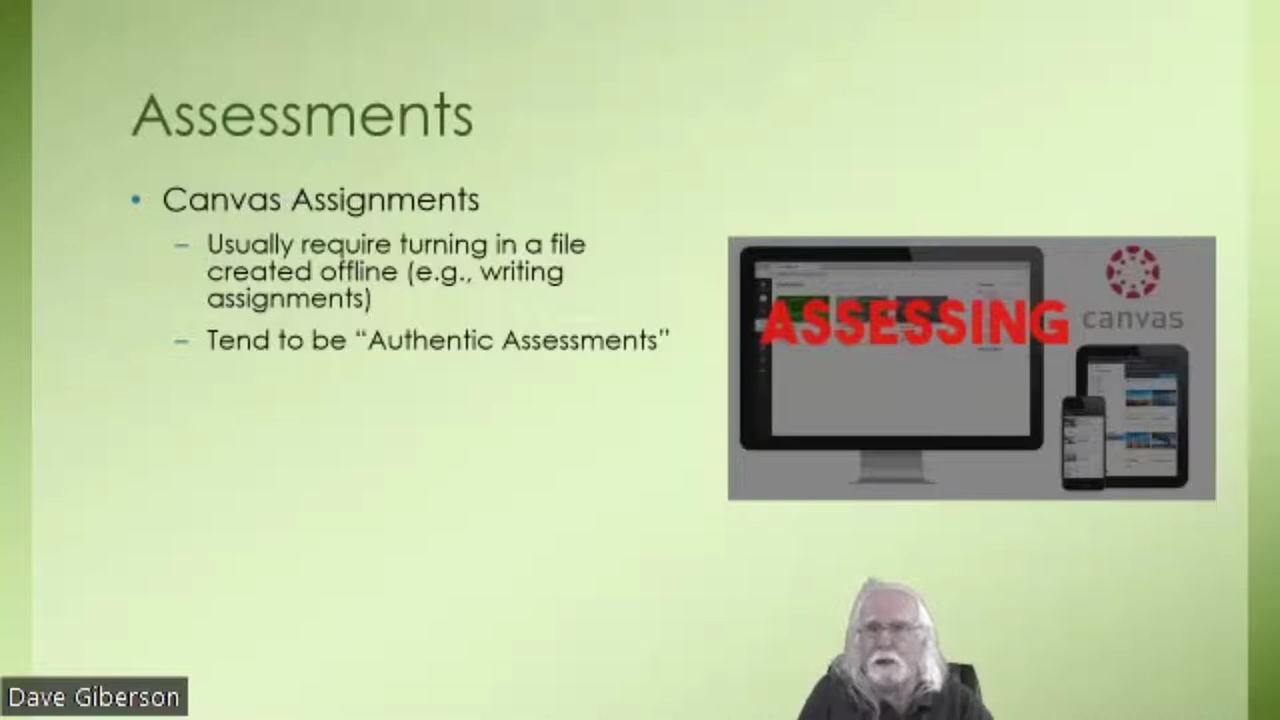 Assessments
• Canvas Assignments
– Usually require turning in a file
created offline (e.g., writing
assignments)
– Tend to be “Authentic Assessments”
ASSESSING
canvas
Dave Giberson